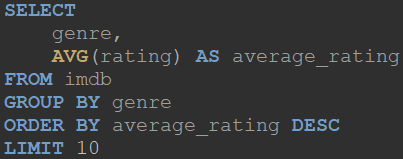 SELECT
    genre,
    AVG(rating) AS average_rating
FROM imdb
GROUP BY genre
ORDER BY average_rating DESC
LIMIT 10